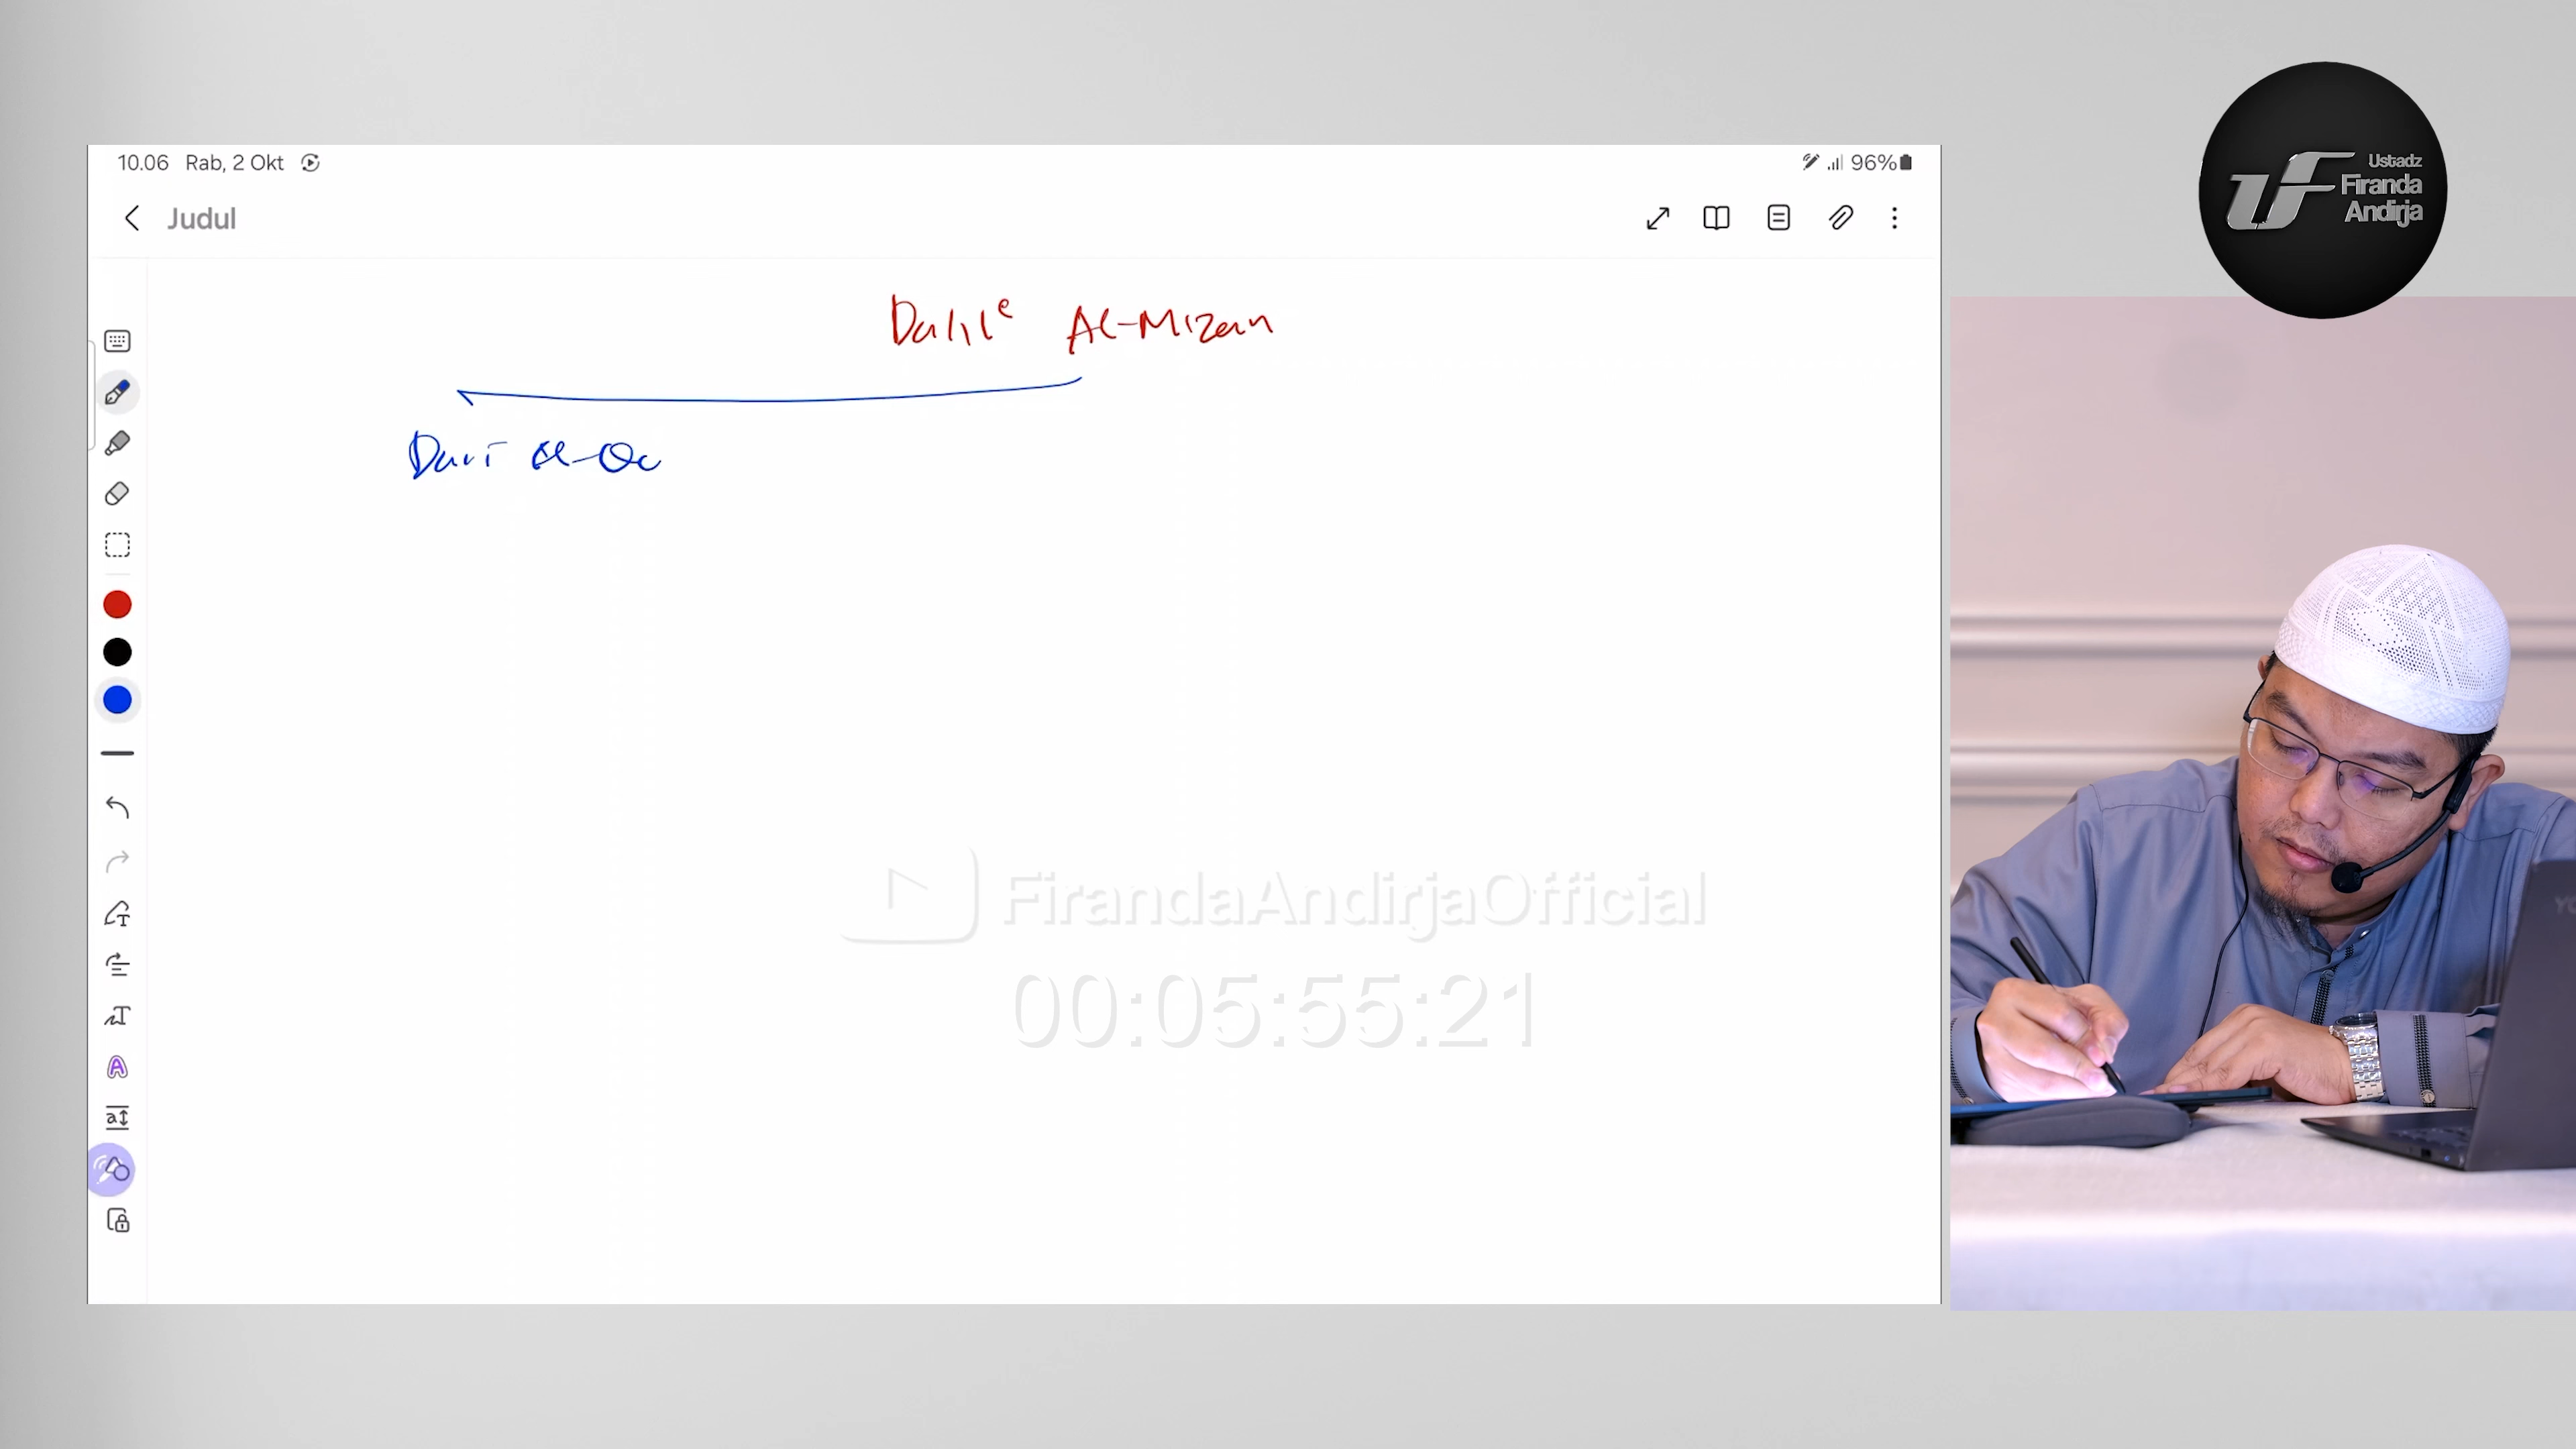 10.06 Rab, 2 Okt
96%
Judul
Dalil² Al-Mizan
Dari Al-Qu
FirandaAndirjaOfficial
00:05:55:21
Ustadz
Firanda
Andirja